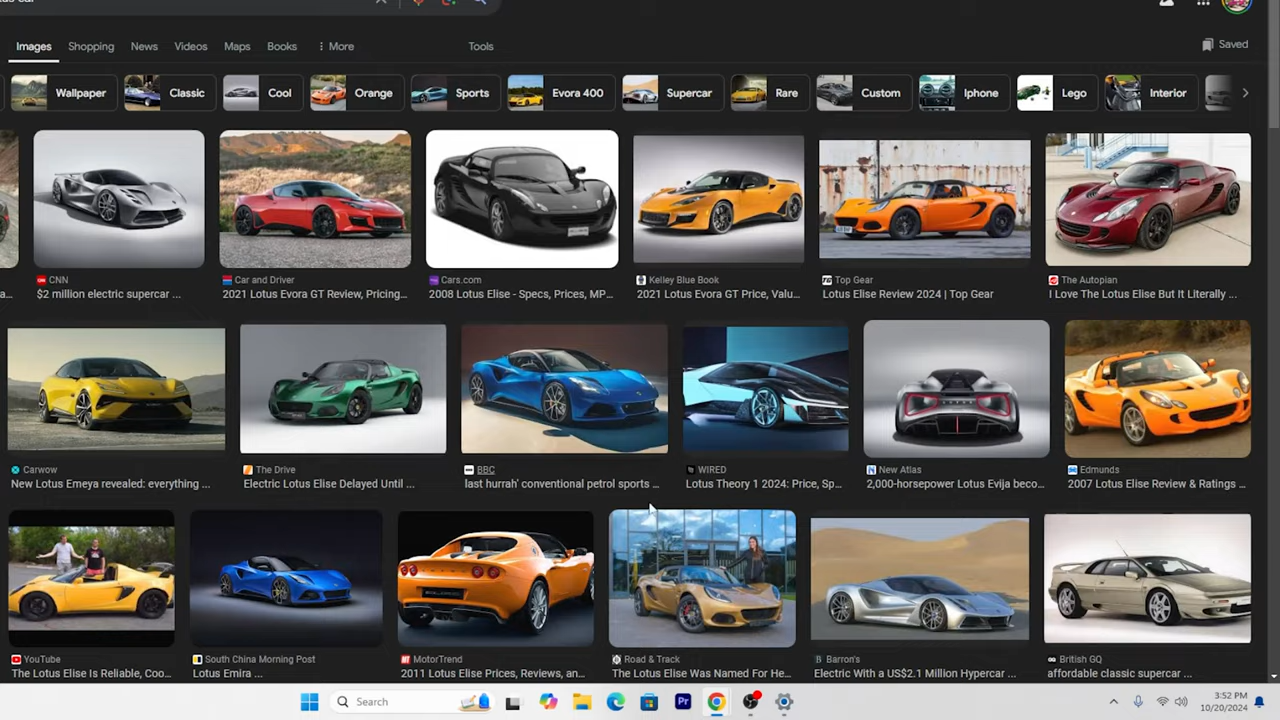 Images Shopping News Videos Maps Books More Tools Saved
Wallpaper Classic Cool Orange Sports Evora 400 Supercar Rare Custom Iphone Lego Interior
CNN Car and Driver Cars.com Kelley Blue Book Top Gear The Autopian
$2 million electric supercar ... 2021 Lotus Evora GT Review, Pricing... 2008 Lotus Elise - Specs, Prices, MP... 2021 Lotus Evora GT Price, Valu... Lotus Elise Review 2024 | Top Gear I Love The Lotus Elise But It Literally ...
Carwow The Drive BBC WIRED New Atlas Edmunds
New Lotus Emeya revealed: everything ... Electric Lotus Elise Delayed Until ... last hurrah' conventional petrol sports ... Lotus Theory 1 2024: Price, Sp... 2,000-horsepower Lotus Evija beco... 2007 Lotus Elise Review & Ratings ...
YouTube South China Morning Post MotorTrend Road & Track Barron's British GQ
The Lotus Elise Is Reliable, Coo... Lotus Emira ... 2011 Lotus Elise Prices, Reviews, an... The Lotus Elise Was Named For He... Electric With a US$2.1 Million Hypercar ... affordable classic supercar ...
Search Pr 3:52 PM
10/20/2024